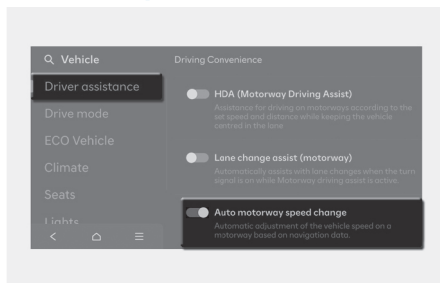 Vehicle
Driving Convenience
Driver assistance
HDA (Motorway Driving Assist)
Assistance for driving on motorways according to the
set speed and distance while keeping the vehicle
centred in the lane
Drive mode
ECO Vehicle
Lane change assist (motorway)
Climate
Automatically assists with lane changes when the turn
signal is on while Motorway driving assist is active.
Seats
Auto motorway speed change
Automatic adjustment of the vehicle speed on a
motorway based on navigation data.
Lights